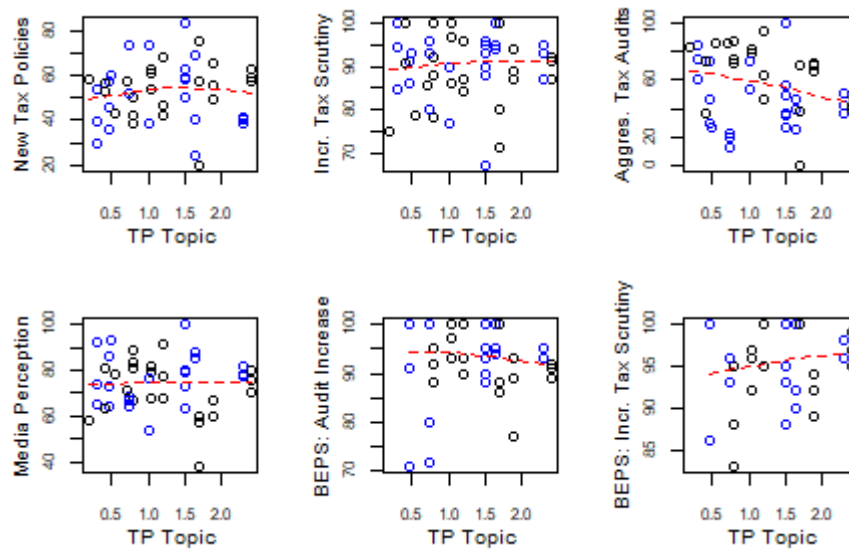 New Tax Policies
80
60
40
20
0.5 1.0 1.5 2.0
TP Topic
Incr. Tax Scrutiny
100
90
80
70
0.5 1.0 1.5 2.0
TP Topic
Aggres. Tax Audits
100
60
40
0
0.5 1.0 1.5 2.0
TP Topic
Media Perception
100
80
60
40
0.5 1.0 1.5 2.0
TP Topic
BEPS: Audit Increase
100
90
80
70
0.5 1.0 1.5 2.0
TP Topic
BEPS: Incr. Tax Scrutiny
100
95
90
85
0.5 1.0 1.5 2.0
TP Topic